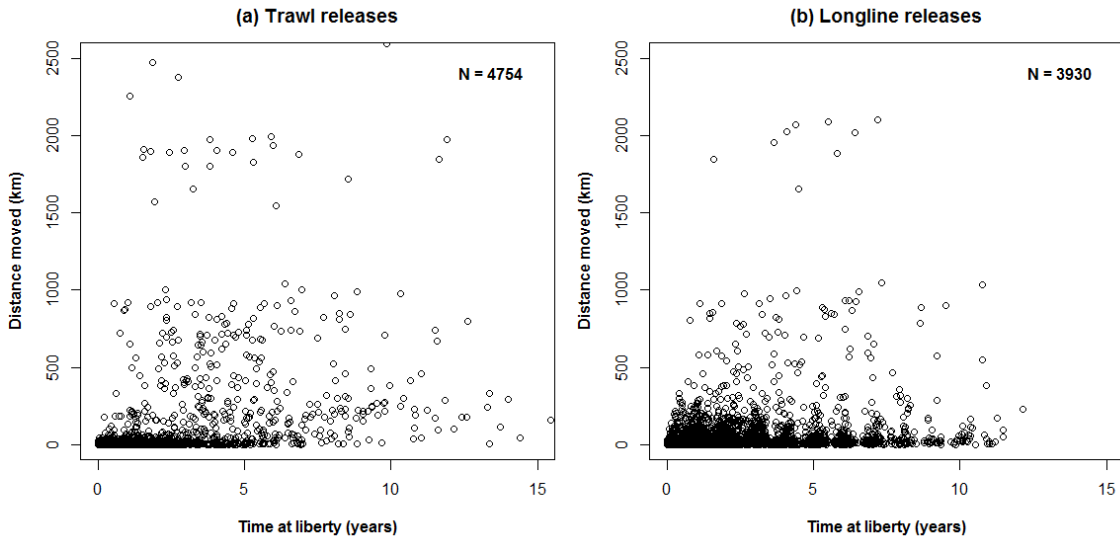 (a) Trawl releases
N = 4754
2500
2000
1500
1000
500
0
Distance moved (km)
0 5 10 15
Time at liberty (years)
(b) Longline releases
N = 3930
2500
2000
1500
1000
500
0
Distance moved (km)
0 5 10 15
Time at liberty (years)